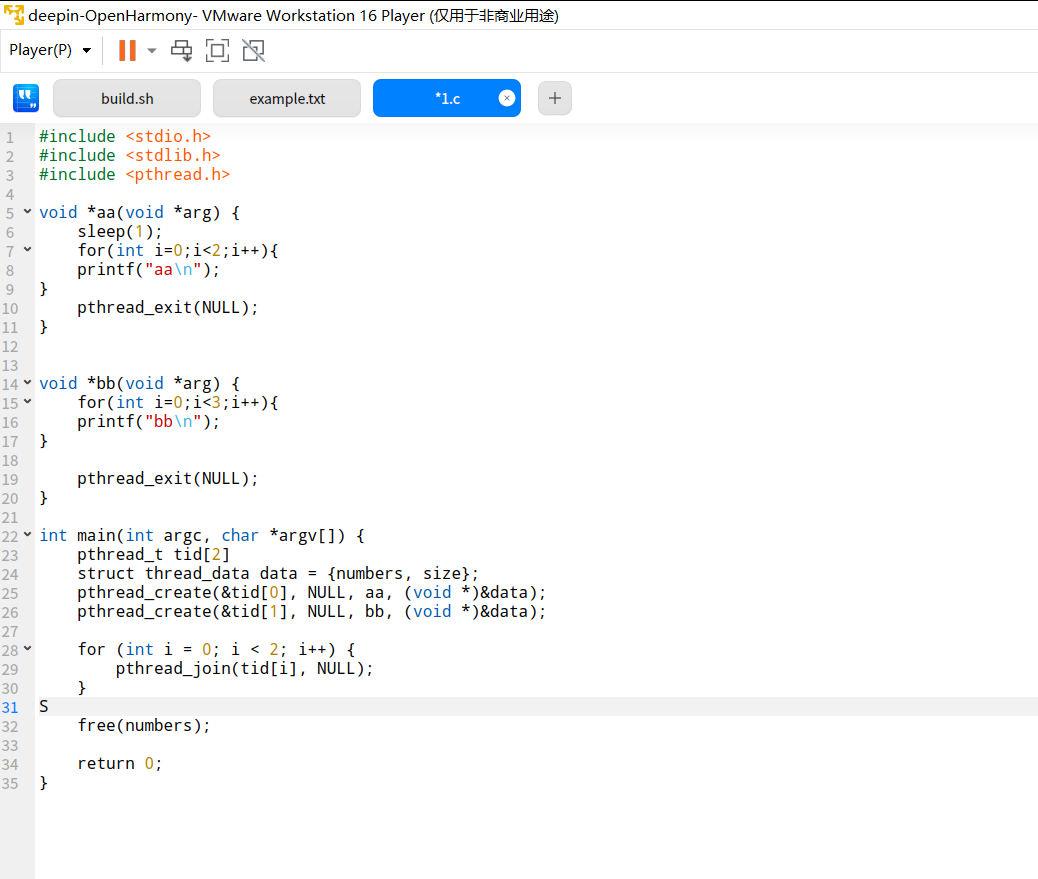 deepin-OpenHarmony- VMware Workstation 16 Player (仅用于非商业用途)
Player(P)
build.sh
example.txt
*1.c
1 #include <stdio.h>
2 #include <stdlib.h>
3 #include <pthread.h>
4
5 void *aa(void *arg) {
6     sleep(1);
7     for(int i=0;i<2;i++){
8     printf("aa\n");
9 }
10     pthread_exit(NULL);
11 }
12
13
14 void *bb(void *arg) {
15     for(int i=0;i<3;i++){
16     printf("bb\n");
17 }
18
19     pthread_exit(NULL);
20 }
21
22 int main(int argc, char *argv[]) {
23     pthread_t tid[2]
24     struct thread_data data = {numbers, size};
25     pthread_create(&tid[0], NULL, aa, (void *)&data);
26     pthread_create(&tid[1], NULL, bb, (void *)&data);
27
28     for (int i = 0; i < 2; i++) {
29         pthread_join(tid[i], NULL);
30     }
31 S
32     free(numbers);
33
34     return 0;
35 }